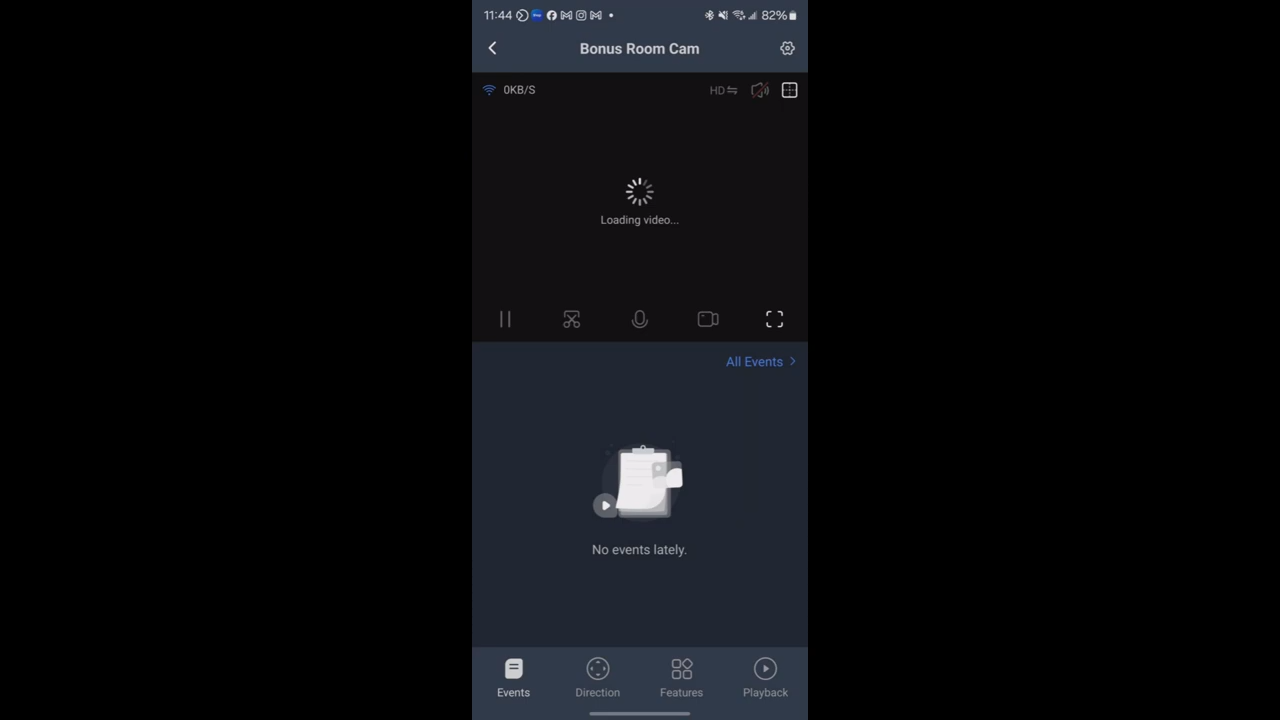 11:44 82%
Bonus Room Cam
0KB/S HD
Loading video...
All Events
No events lately.
Events Direction Features Playback